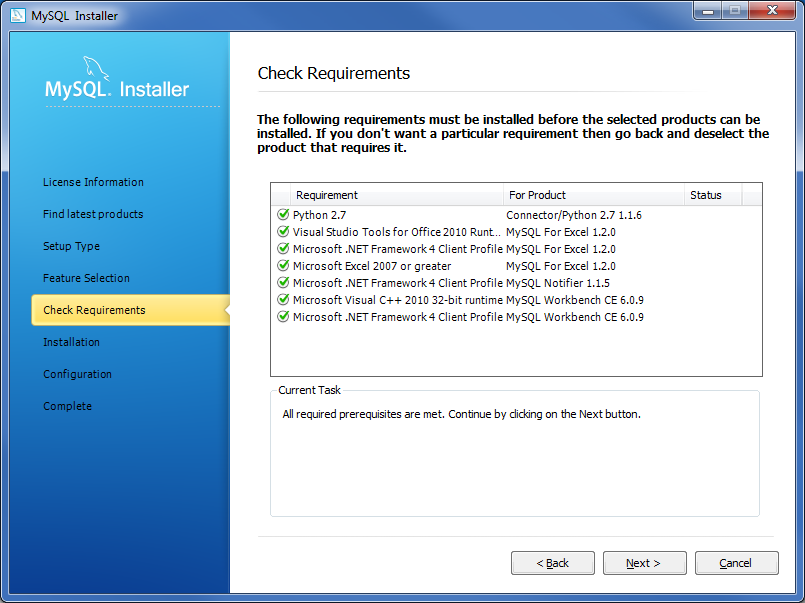 MySQL Installer
MySQL. Installer
License Information
Find latest products
Setup Type
Feature Selection
Check Requirements
Installation
Configuration
Complete
Check Requirements
The following requirements must be installed before the selected products can be
installed. If you don't want a particular requirement then go back and deselect the
product that requires it.
Requirement For Product Status
Python 2.7 Connector/Python 2.7 1.1.6
Visual Studio Tools for Office 2010 Runt... MySQL For Excel 1.2.0
Microsoft .NET Framework 4 Client Profile MySQL For Excel 1.2.0
Microsoft Excel 2007 or greater MySQL For Excel 1.2.0
Microsoft .NET Framework 4 Client Profile MySQL Notifier 1.1.5
Microsoft Visual C++ 2010 32-bit runtime MySQL Workbench CE 6.0.9
Microsoft .NET Framework 4 Client Profile MySQL Workbench CE 6.0.9
Current Task
All required prerequisites are met. Continue by clicking on the Next button.
< Back Next > Cancel